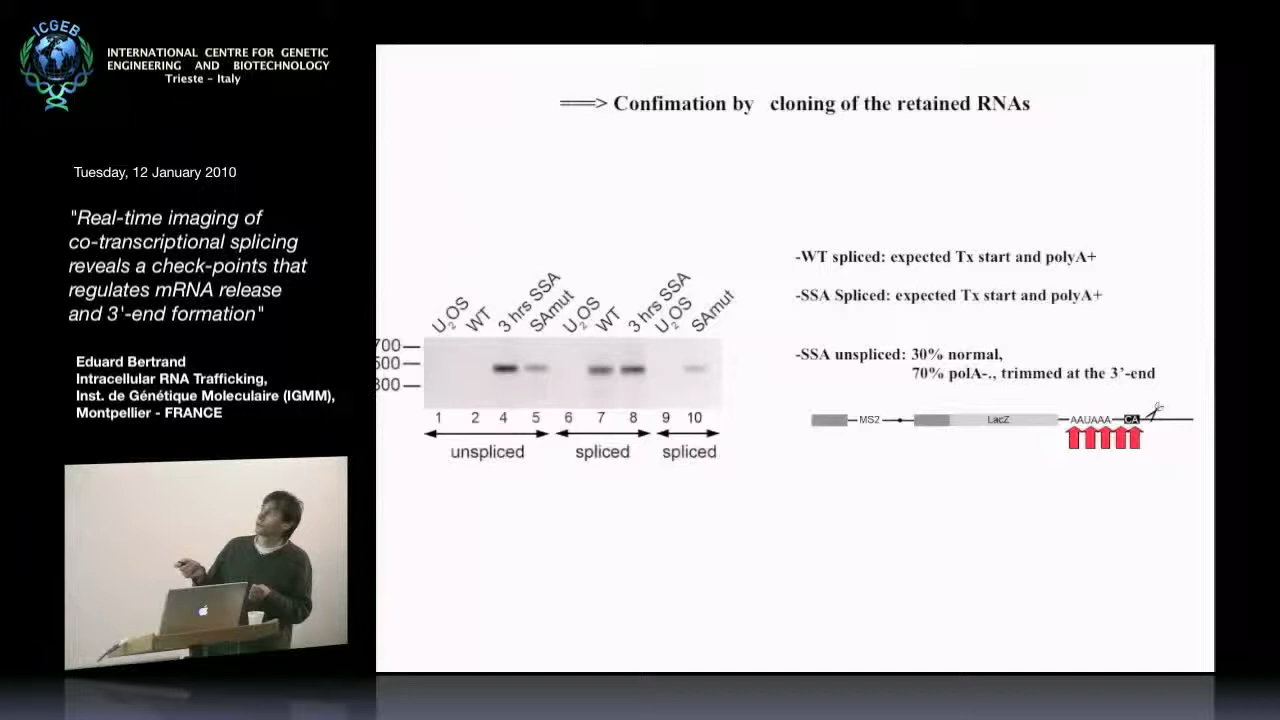 ICGEB
INTERNATIONAL CENTRE FOR GENETIC
ENGINEERING AND BIOTECHNOLOGY
Trieste - Italy
Tuesday, 12 January 2010
"Real-time imaging of
co-transcriptional splicing
reveals a check-points that
regulates mRNA release
and 3'-end formation"
Eduard Bertrand
Intracellular RNA Trafficking,
Inst. de Génétique Moleculaire (IGMM),
Montpellier - FRANCE
===> Confimation by cloning of the retained RNAs
U2OS WT 3 hrs SSA SAmut U2OS WT 3 hrs SSA U2OS SAmut
700
500
300
1 2 4 5 6 7 8 9 10
unspliced spliced spliced
-WT spliced: expected Tx start and polyA+
-SSA Spliced: expected Tx start and polyA+
-SSA unspliced: 30% normal,
70% polA-., trimmed at the 3'-end
MS2 LacZ AAUAAA CA